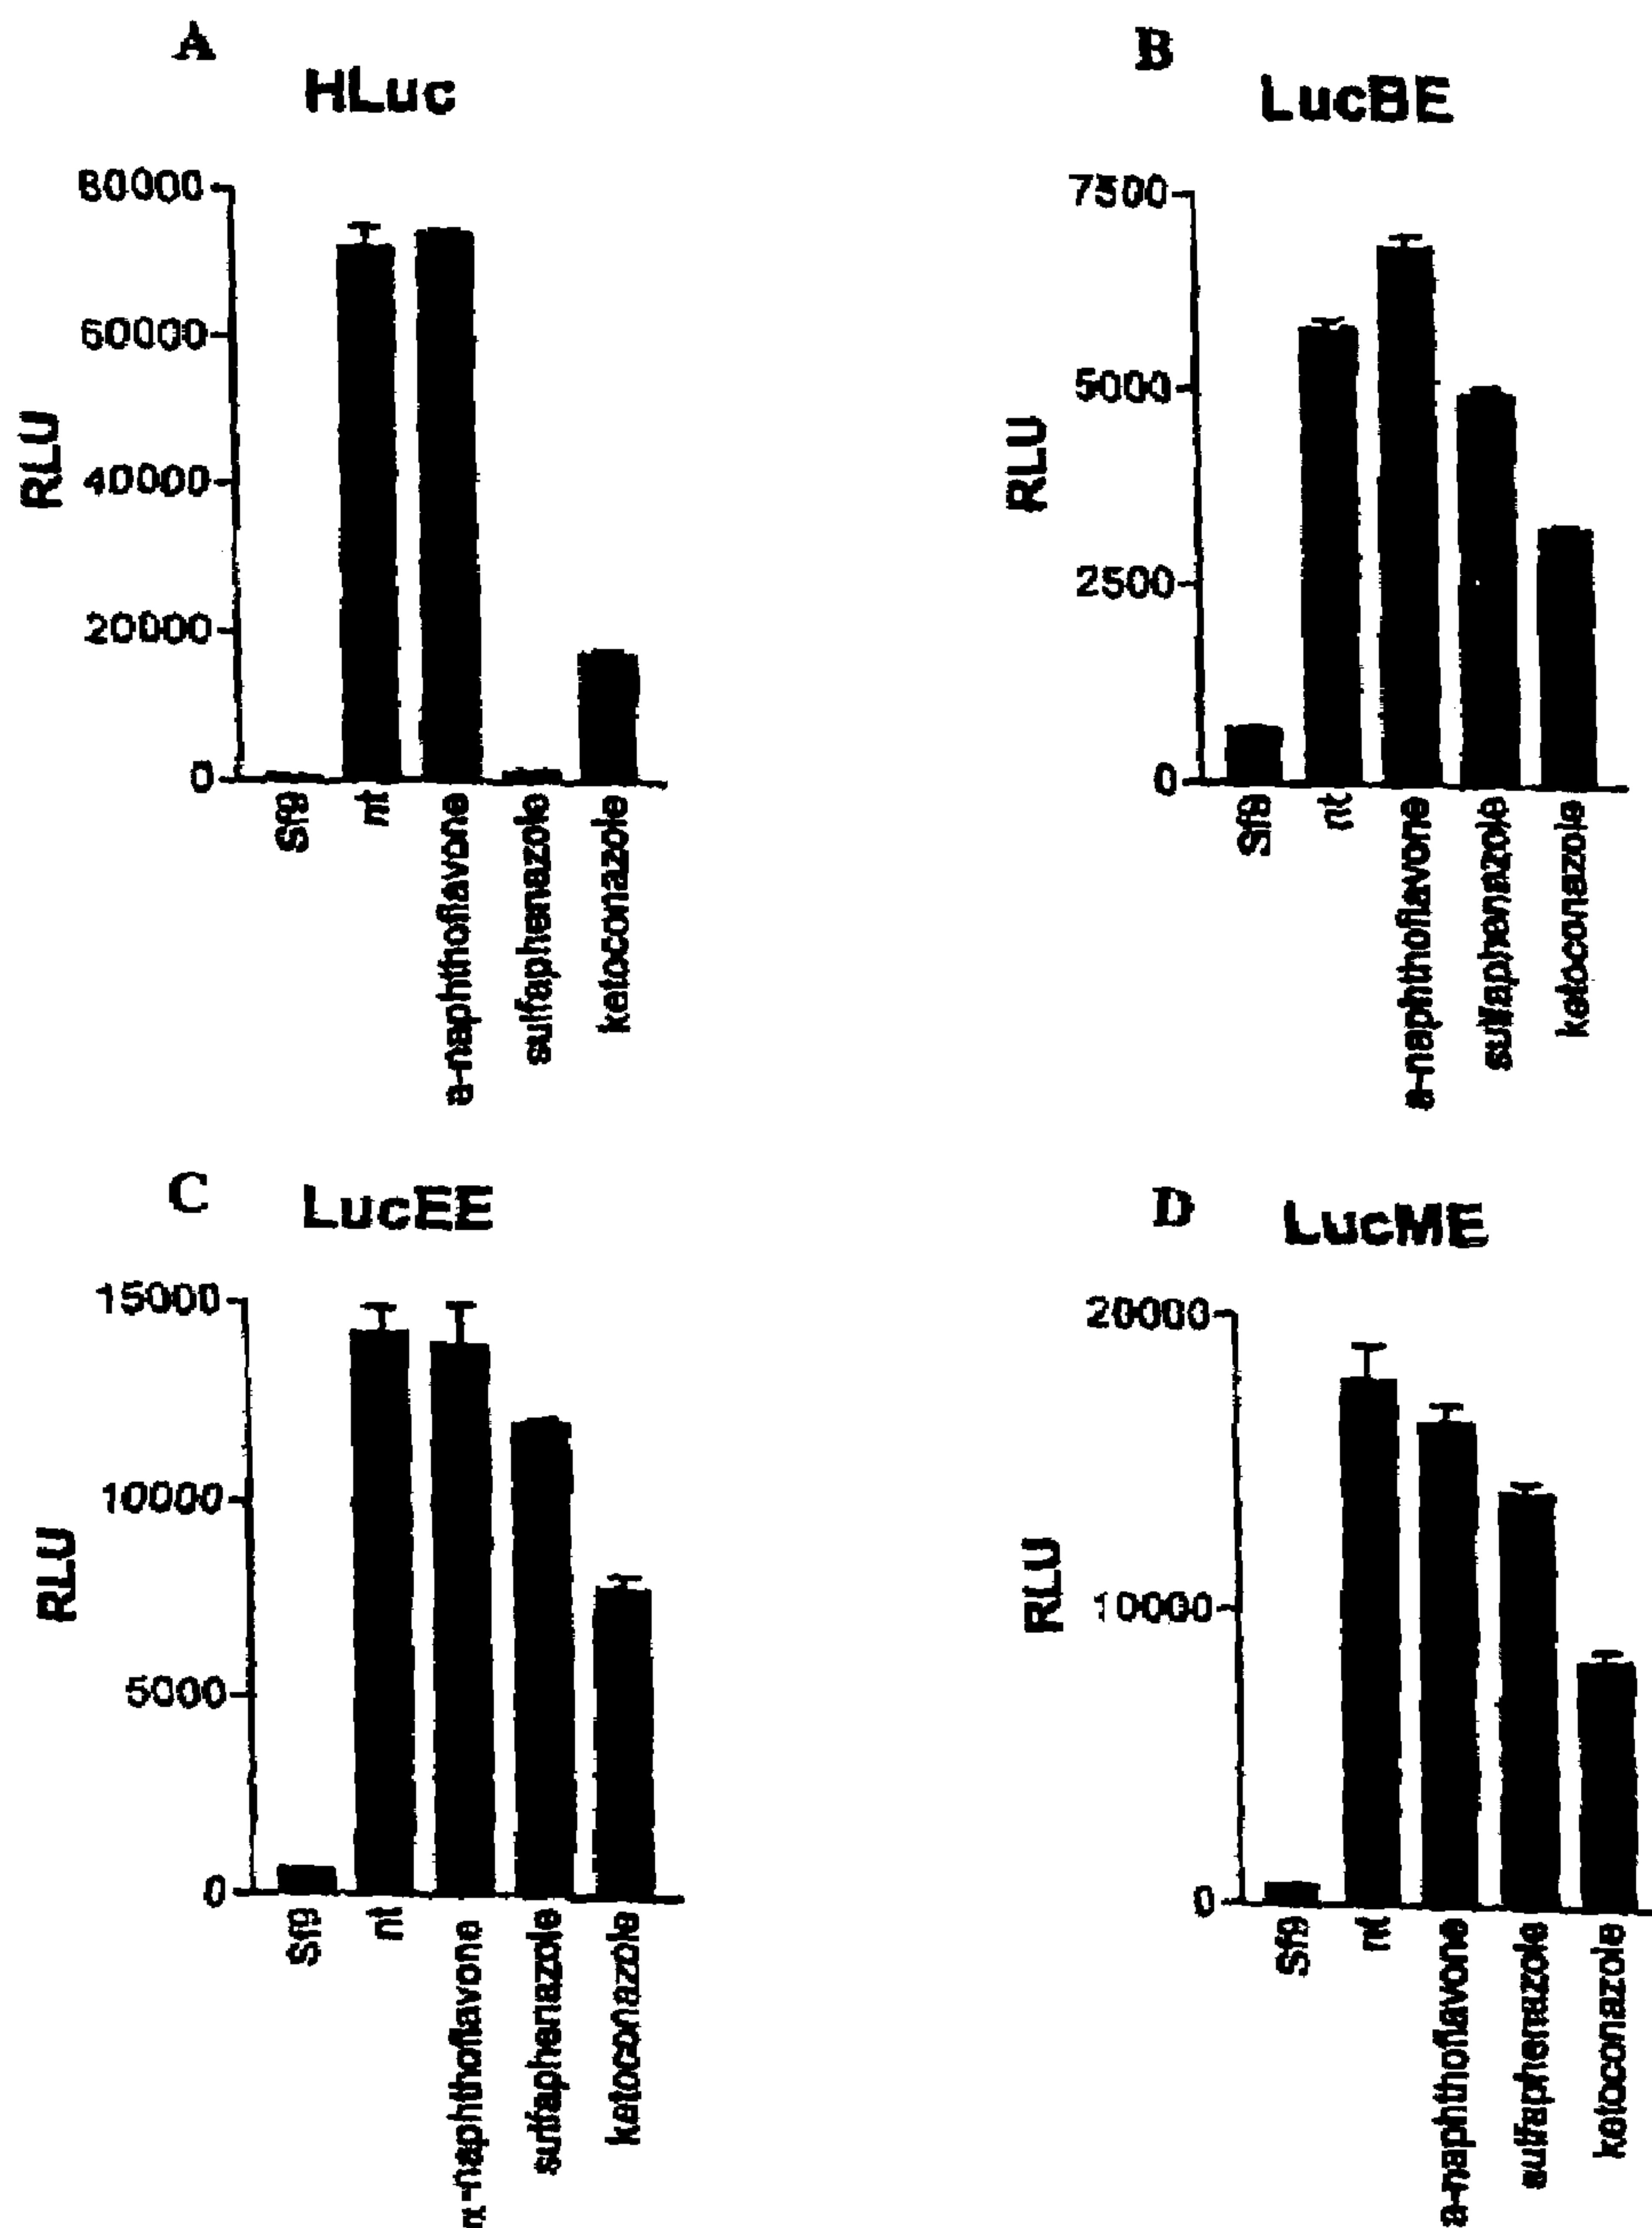 A
HLuc
80000
60000
40000
20000
0
RLU
Sf9
nt
a-naphthoflavone
sulfaphenazole
ketoconazole
B
LucBE
7500
5000
2500
0
RLU
Sf9
nt
a-naphthoflavone
sulfaphenazole
ketoconazole
C
LucEE
15000
10000
5000
0
RLU
Sf9
nt
α-naphthoflavone
sulfaphenazole
ketoconazole
D
LucME
20000
10000
0
RLU
Sf9
nt
a-naphthoflavone
sulfaphenazole
ketoconazole